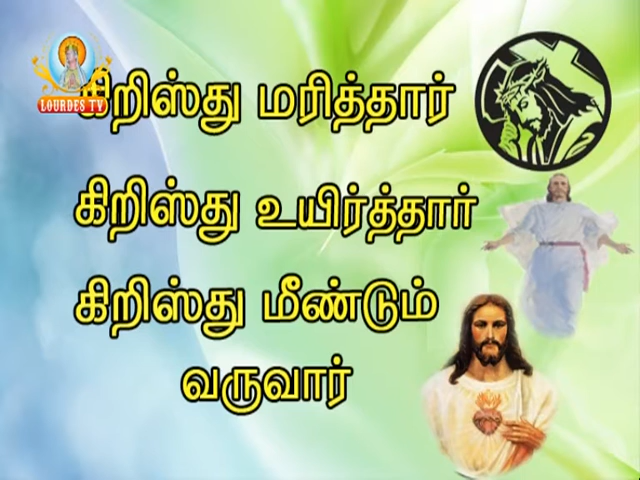 LOURDES TV
கிறிஸ்து மரித்தார்
கிறிஸ்து உயிர்த்தார்
கிறிஸ்து மீண்டும்
வருவார்